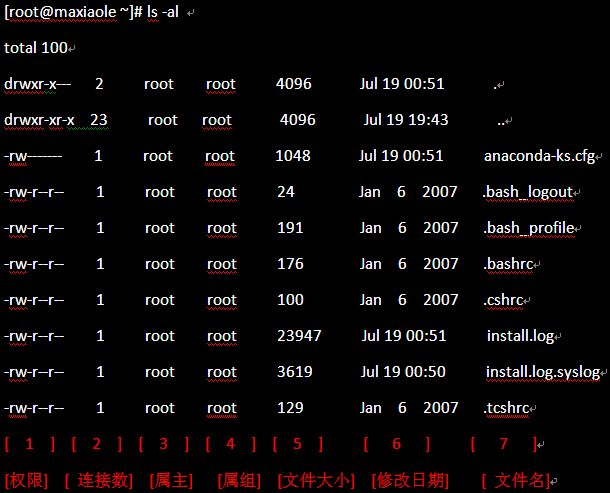 [root@maxiaole ~]# ls -al
total 100
drwxr-x--- 2 root root 4096 Jul 19 00:51 .
drwxr-xr-x 23 root root 4096 Jul 19 19:43 ..
-rw------- 1 root root 1048 Jul 19 00:51 anaconda-ks.cfg
-rw-r--r-- 1 root root 24 Jan 6 2007 .bash_logout
-rw-r--r-- 1 root root 191 Jan 6 2007 .bash_profile
-rw-r--r-- 1 root root 176 Jan 6 2007 .bashrc
-rw-r--r-- 1 root root 100 Jan 6 2007 .cshrc
-rw-r--r-- 1 root root 23947 Jul 19 00:51 install.log
-rw-r--r-- 1 root root 3619 Jul 19 00:50 install.log.syslog
-rw-r--r-- 1 root root 129 Jan 6 2007 .tcshrc
[ 1 ] [ 2 ] [ 3 ] [ 4 ] [ 5 ] [ 6 ] [ 7 ]
[权限] [ 连接数] [属主] [属组] [文件大小] [修改日期] [ 文件名]